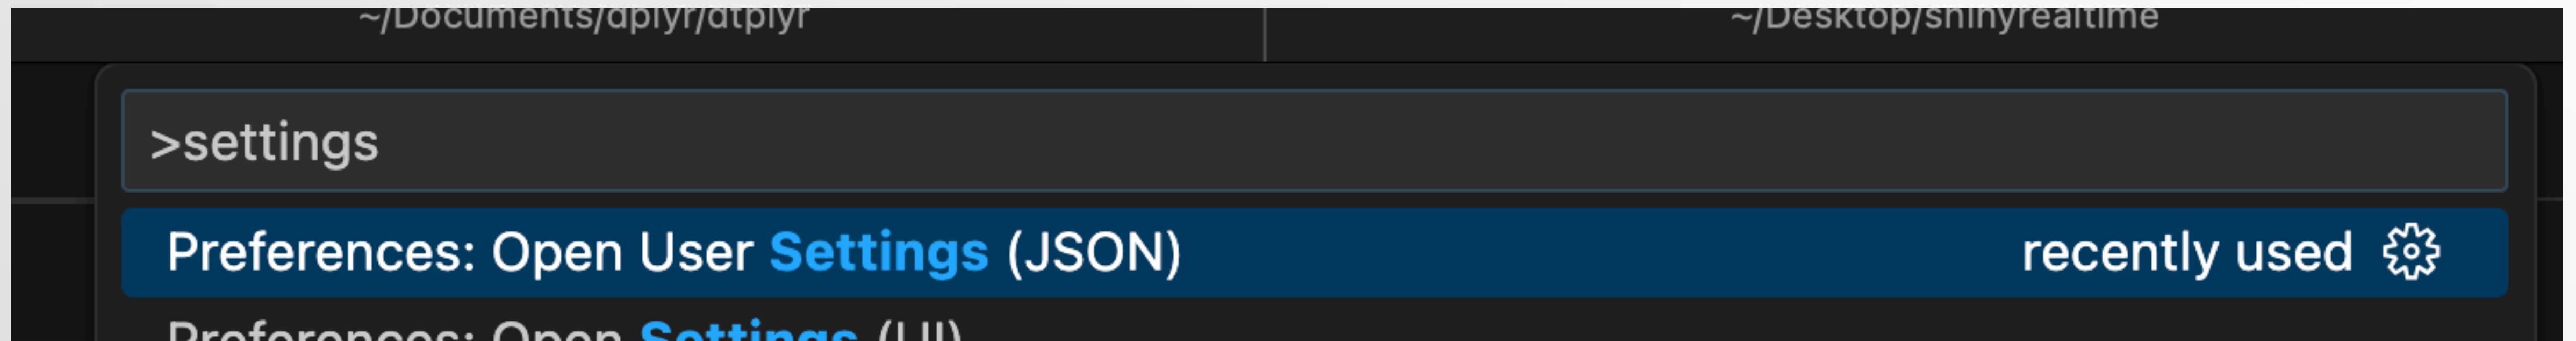 ~/Documents/dplyr/dtplyr
~/Desktop/shinyrealtime
>settings
Preferences: Open User Settings (JSON) recently used
Preferences: Open Settings (UI)